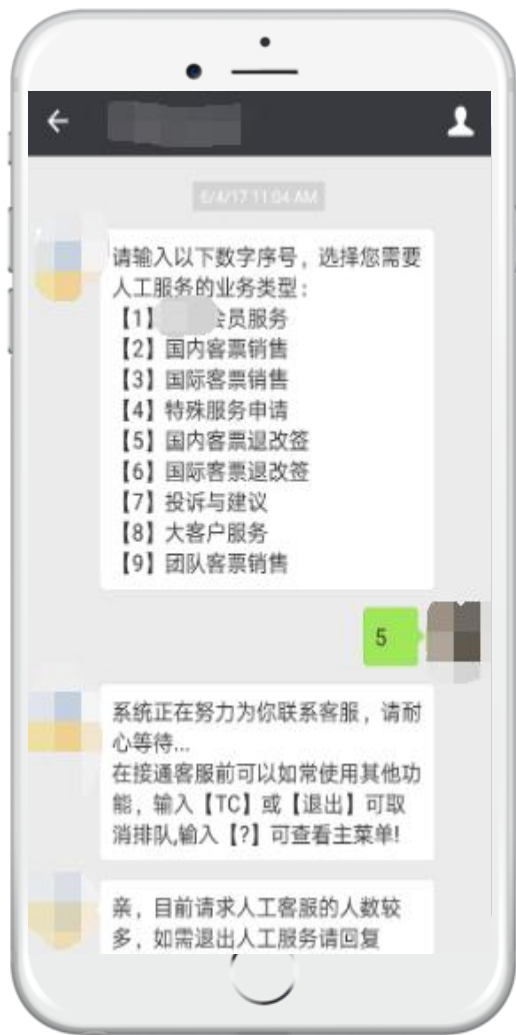 6/4/17 11:04 AM
请输入以下数字序号，选择您需要
人工服务的业务类型：
【1】会员服务
【2】国内客票销售
【3】国际客票销售
【4】特殊服务申请
【5】国内客票退改签
【6】国际客票退改签
【7】投诉与建议
【8】大客户服务
【9】团队客票销售
5
系统正在努力为你联系客服，请耐
心等待...
在接通客服前可以如常使用其他功
能，输入【TC】或【退出】可取
消排队,输入【?】可查看主菜单!
亲，目前请求人工客服的人数较
多，如需退出人工服务请回复